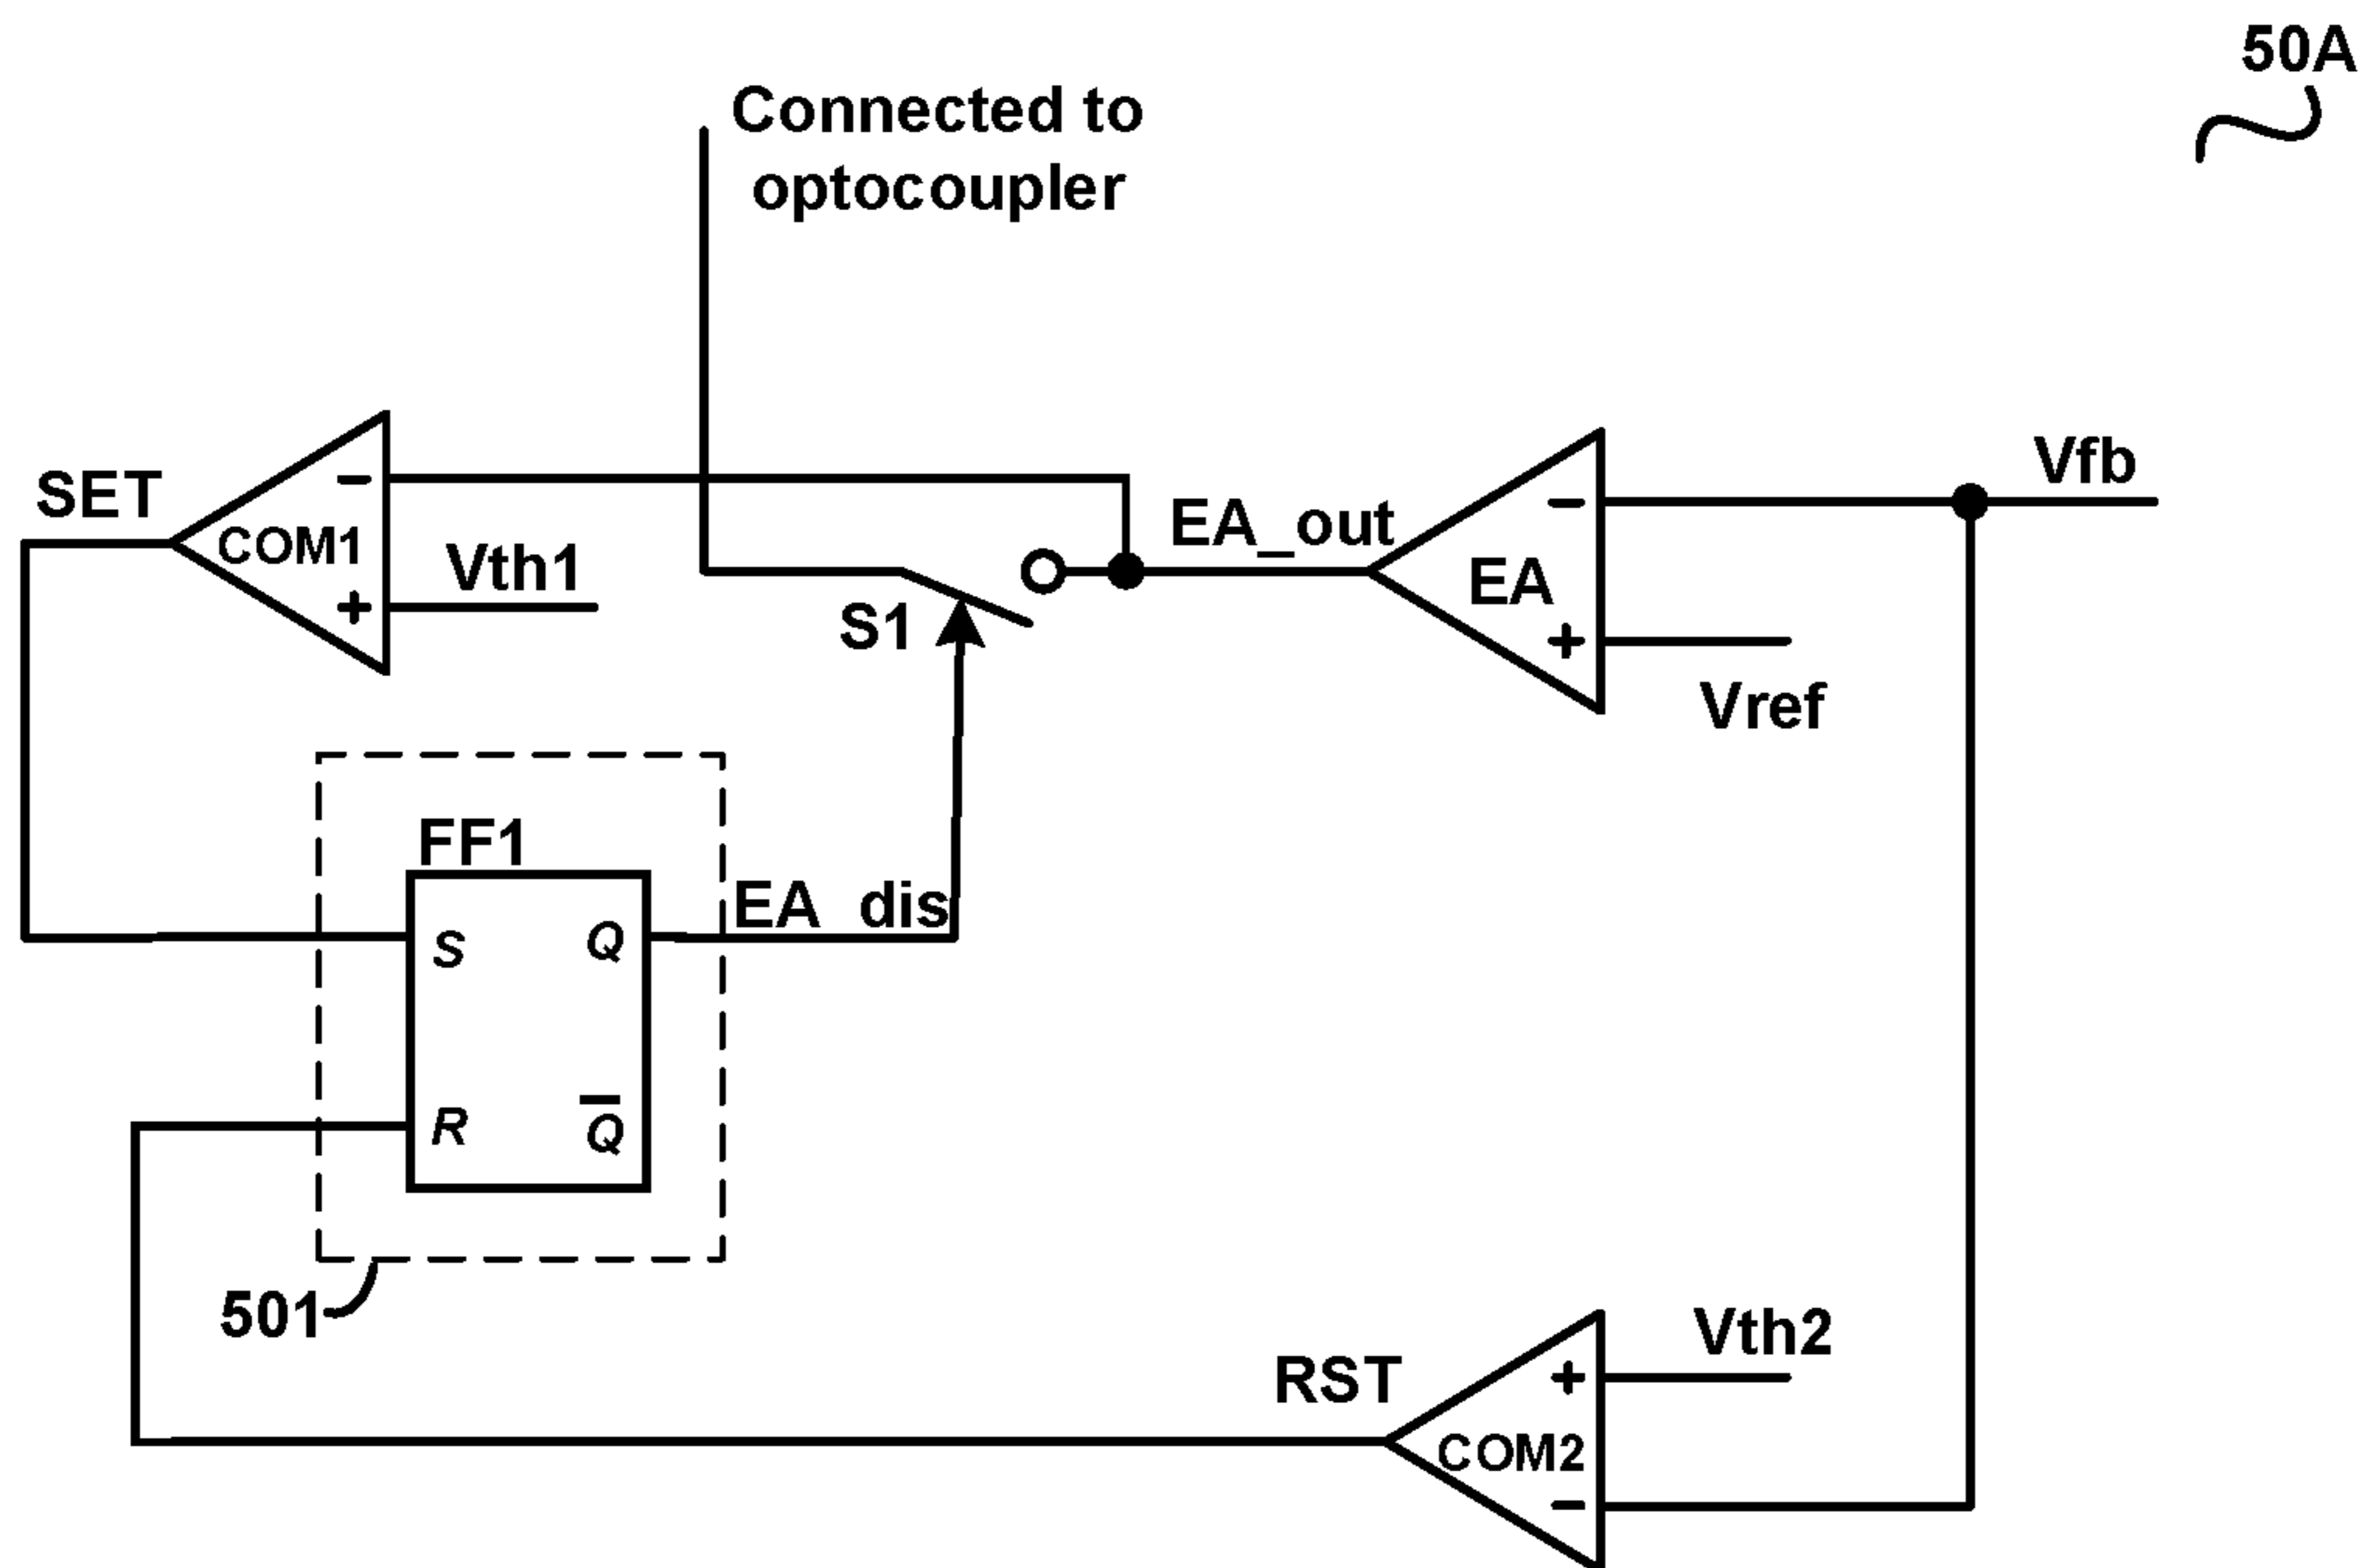 50A
Connected to
optocoupler
SET
−
COM1
+
Vth1
EA_out
S1
−
EA
+
Vfb
Vref
FF1
S
Q
R
Q̅
EA_dis
501
RST
Vth2
+
COM2
−